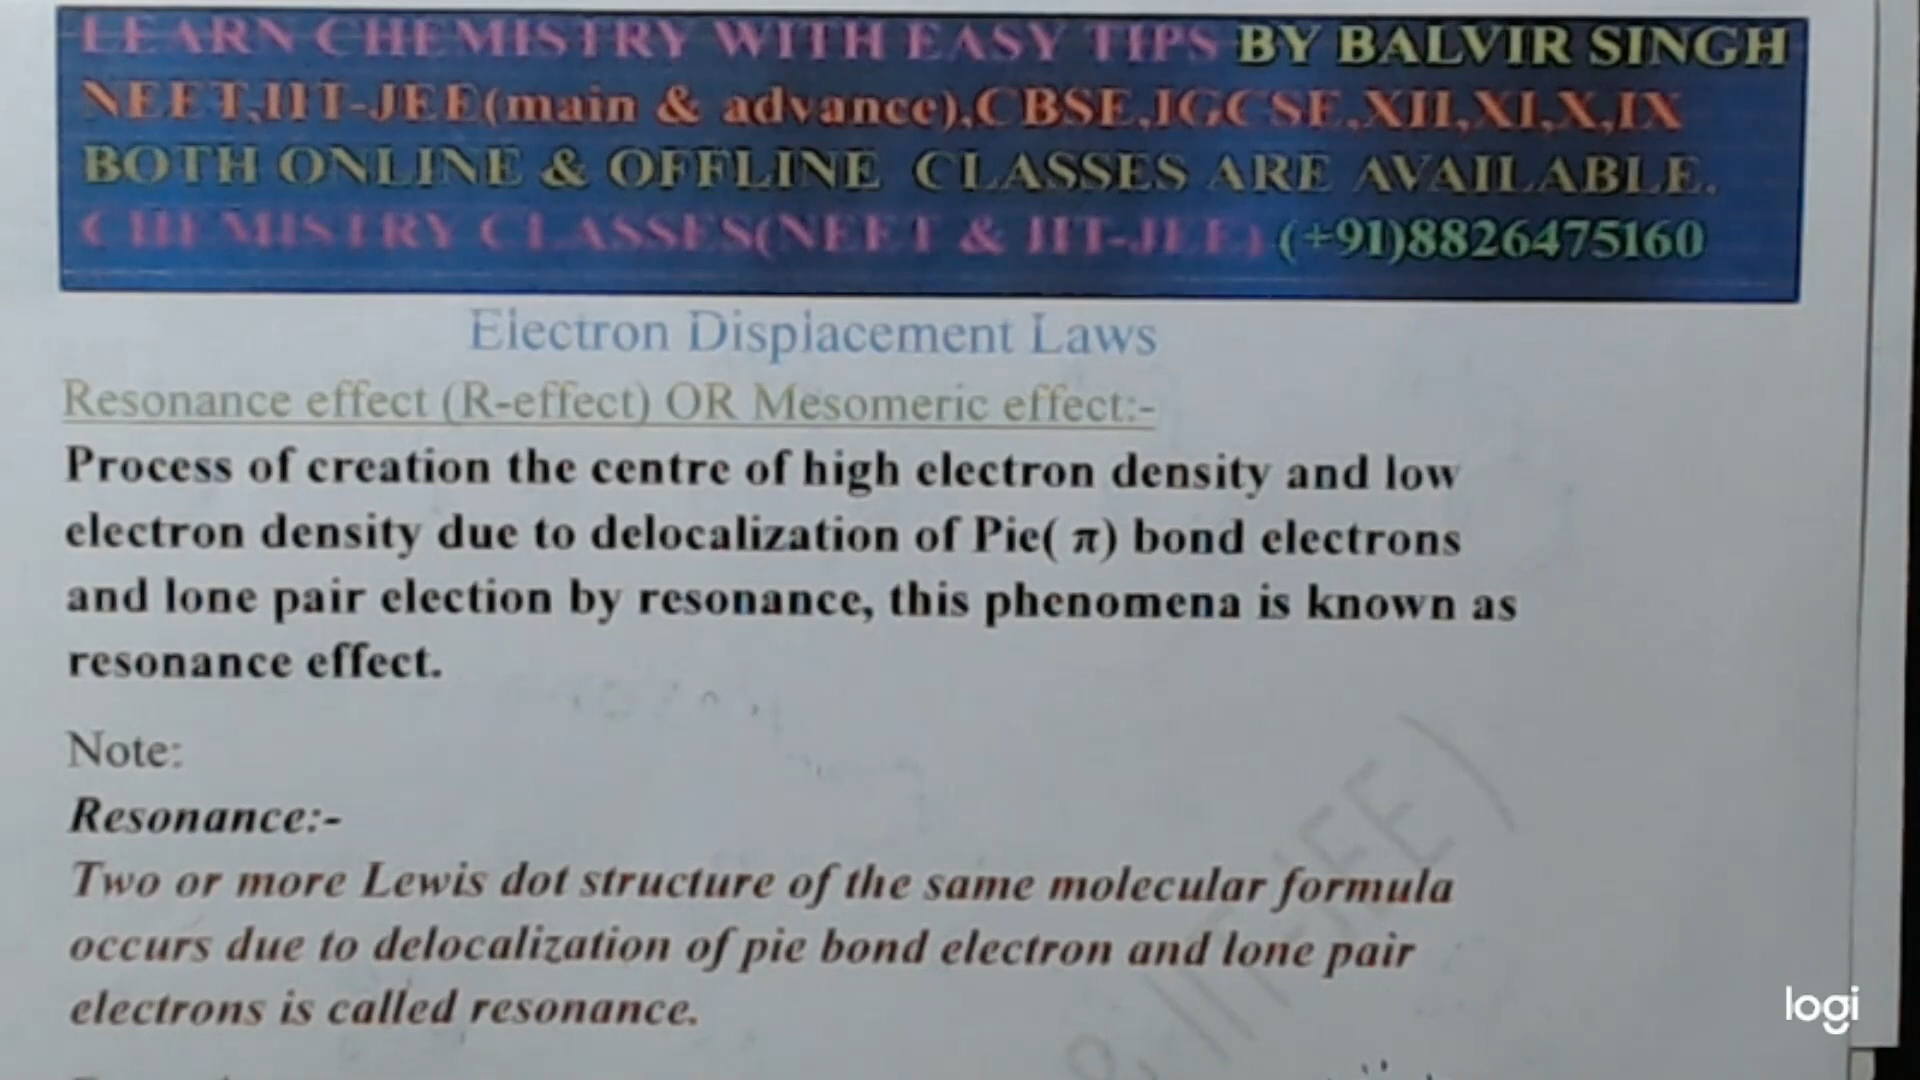 LEARN CHEMISTRY WITH EASY TIPS BY BALVIR SINGH
NEET,IIT-JEE(main & advance),CBSE,IGCSE,XII,XI,X,IX
BOTH ONLINE & OFFLINE CLASSES ARE AVAILABLE.
CHEMISTRY CLASSES(NEET & IIT-JEE) (+91)8826475160
Electron Displacement Laws
Resonance effect (R-effect) OR Mesomeric effect:-
Process of creation the centre of high electron density and low
electron density due to delocalization of Pie( π) bond electrons
and lone pair election by resonance, this phenomena is known as
resonance effect.
Note:
Resonance:-
Two or more Lewis dot structure of the same molecular formula
occurs due to delocalization of pie bond electron and lone pair
electrons is called resonance.
& IIT-JEE)
logi